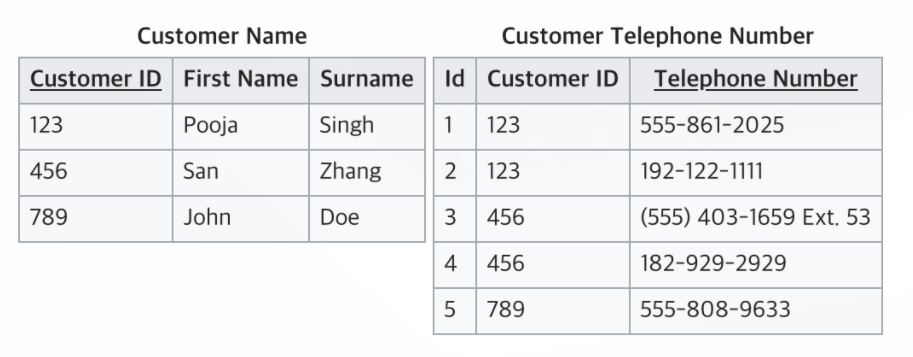 Customer Name
Customer ID First Name Surname
123 Pooja Singh
456 San Zhang
789 John Doe
Customer Telephone Number
Id Customer ID Telephone Number
1 123 555-861-2025
2 123 192-122-1111
3 456 (555) 403-1659 Ext. 53
4 456 182-929-2929
5 789 555-808-9633